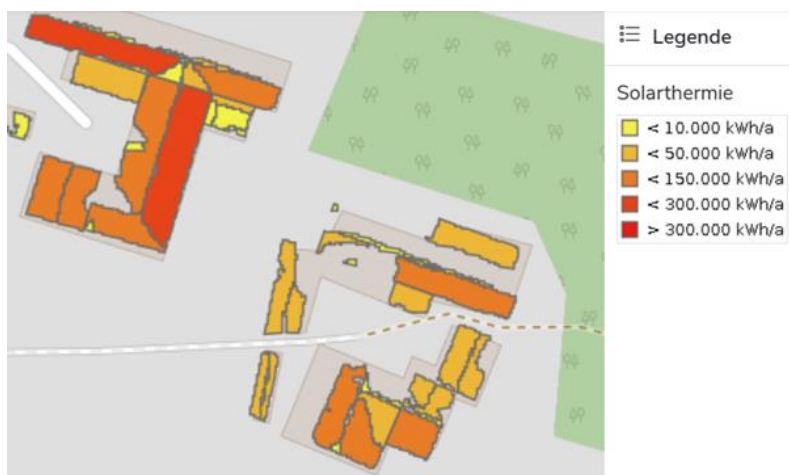 Legende
Solarthermie
< 10.000 kWh/a
< 50.000 kWh/a
< 150.000 kWh/a
< 300.000 kWh/a
> 300.000 kWh/a